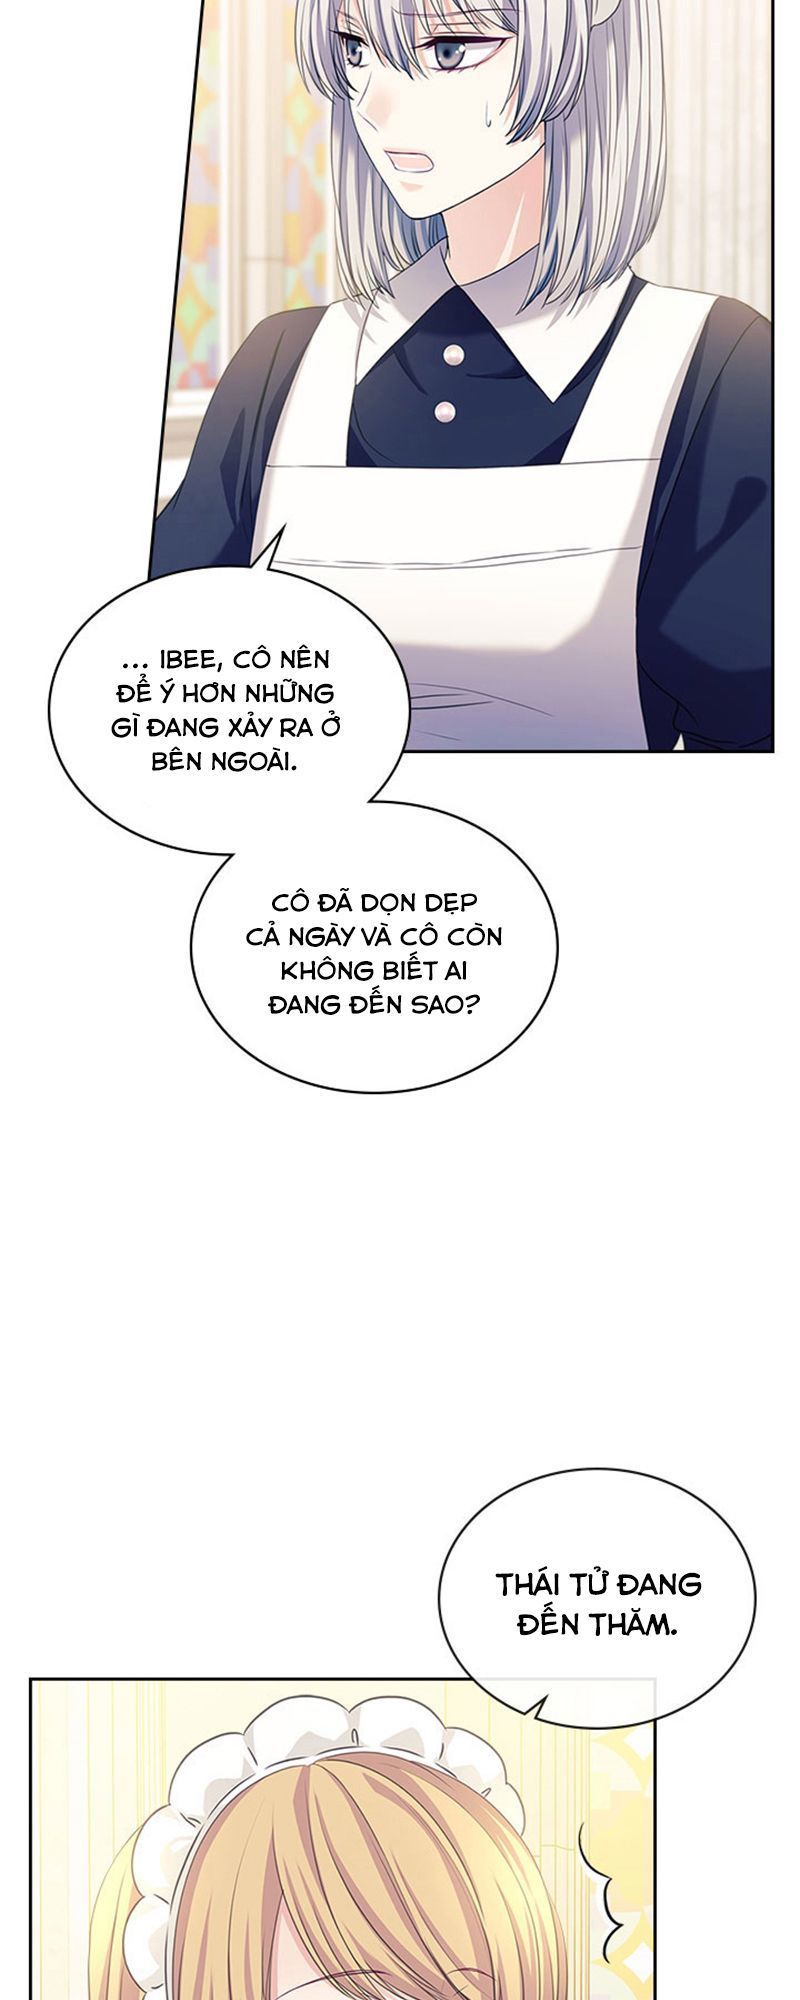 ... IBEE, CÔ NÊN
ĐỂ Ý HƠN NHỮNG
GÌ ĐANG XẢY RA Ở
BÊN NGOÀI.
CÔ ĐÃ DỌN DẸP
CẢ NGÀY VÀ CÔ CÒN
KHÔNG BIẾT AI
ĐANG ĐẾN SAO?
THÁI TỬ ĐANG
ĐẾN THĂM.